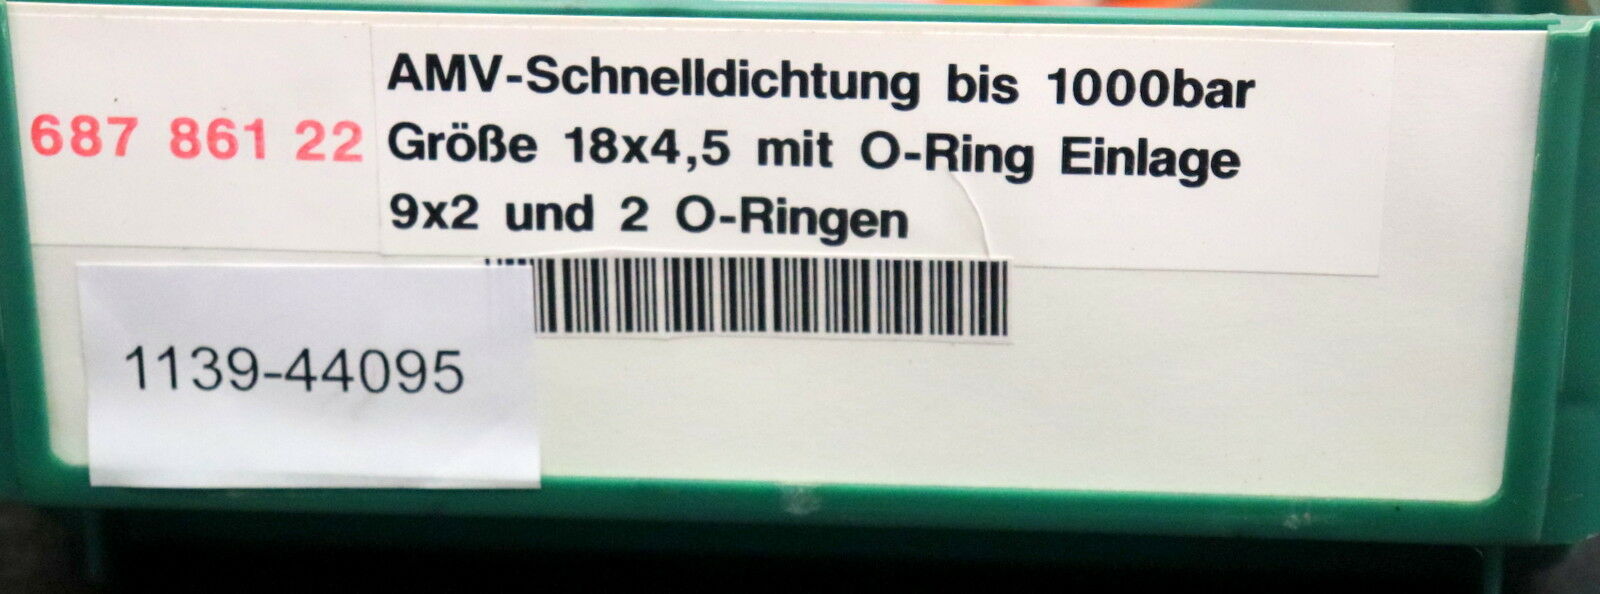 687 861 22
AMV-Schnelldichtung bis 1000bar
Größe 18x4,5 mit O-Ring Einlage
9x2 und 2 O-Ringen
1139-44095